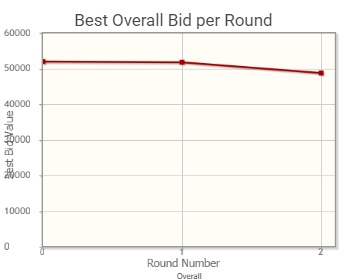 Best Overall Bid per Round
60000
50000
40000
30000
20000
10000
0
Best Bid Value
0
1
2
Round Number
Overall